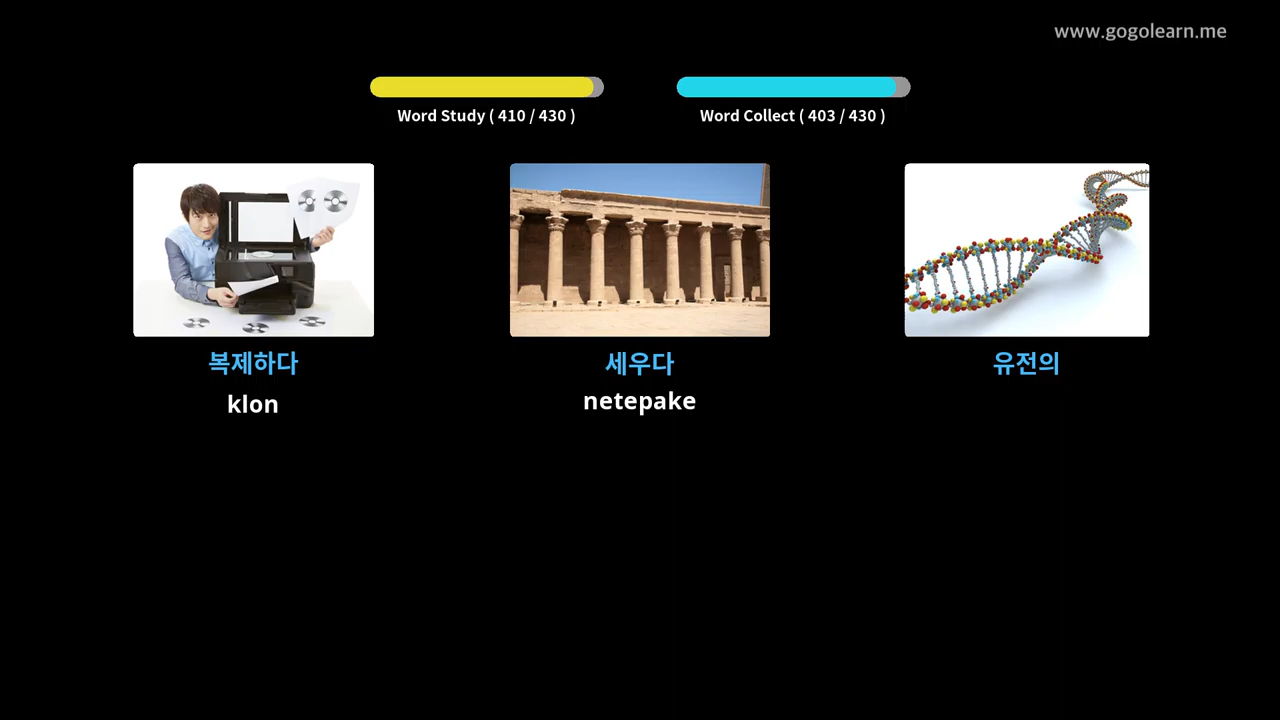 www.gogolearn.me
Word Study ( 410 / 430 )
Word Collect ( 403 / 430 )
복제하다
세우다
유전의
klon
netepake